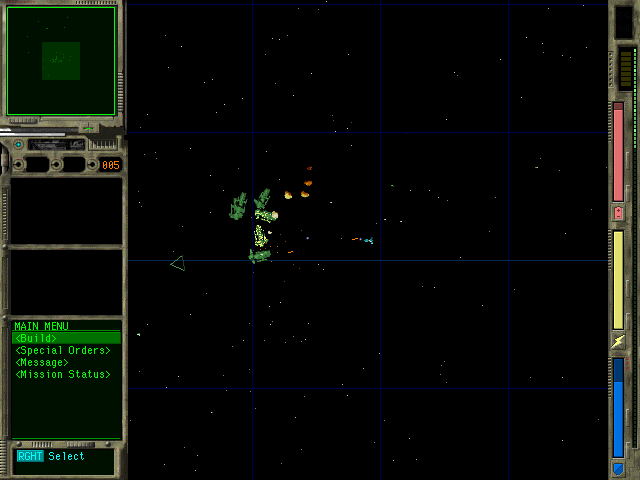 005
MAIN MENU
<Build>
<Special Orders>
<Message>
<Mission Status>
RGHT Select